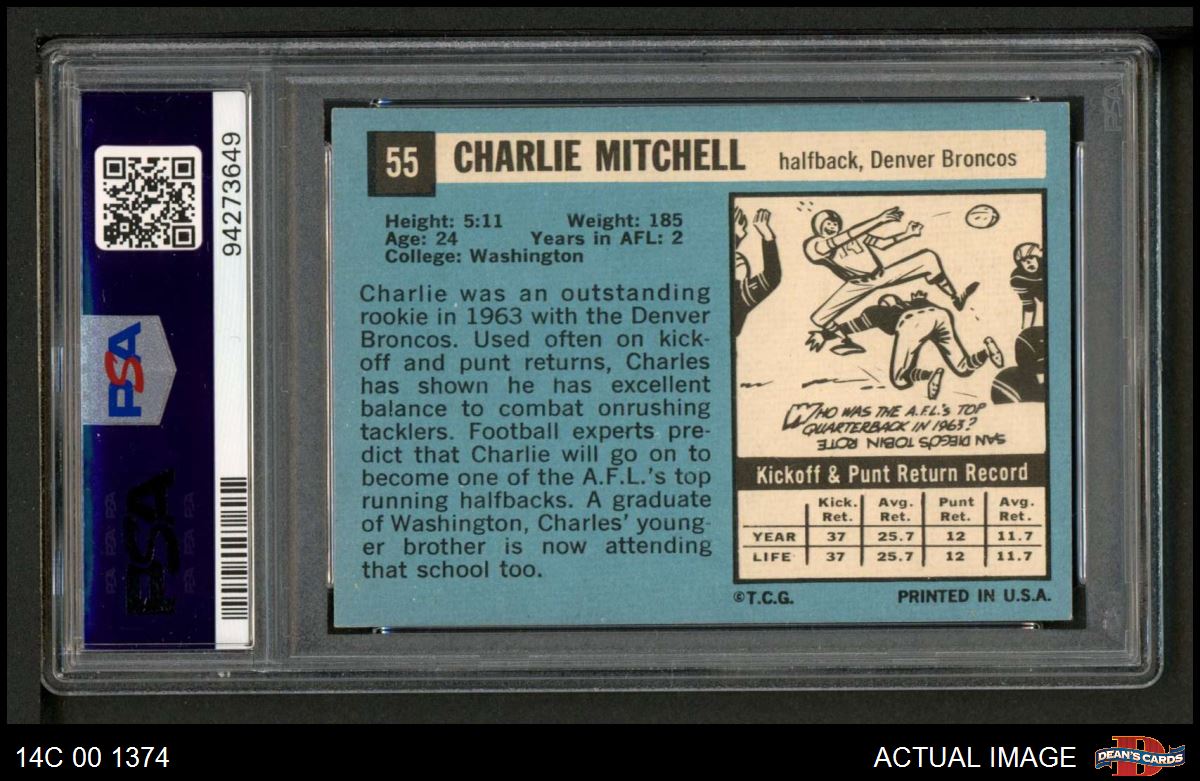 PSA
94273649
PSA
55 CHARLIE MITCHELL halfback, Denver Broncos
Height: 5:11 Weight: 185
Age: 24 Years in AFL: 2
College: Washington
Charlie was an outstanding
rookie in 1963 with the Denver
Broncos. Used often on kick-
off and punt returns, Charles
has shown he has excellent
balance to combat onrushing
tacklers. Football experts pre-
dict that Charlie will go on to
become one of the A.F.L.'s top
running halfbacks. A graduate
of Washington, Charles' young-
er brother is now attending
that school too.
WHO WAS THE A.F.L.'s TOP
QUARTERBACK IN 1963?
SAN DIEGO'S TOBIN ROTE
Kickoff & Punt Return Record
Kick. Avg. Punt Avg.
Ret. Ret. Ret. Ret.
YEAR 37 25.7 12 11.7
LIFE 37 25.7 12 11.7
©T.C.G. PRINTED IN U.S.A.
PSA
14C 00 1374
ACTUAL IMAGE
D
DEAN'S CARDS